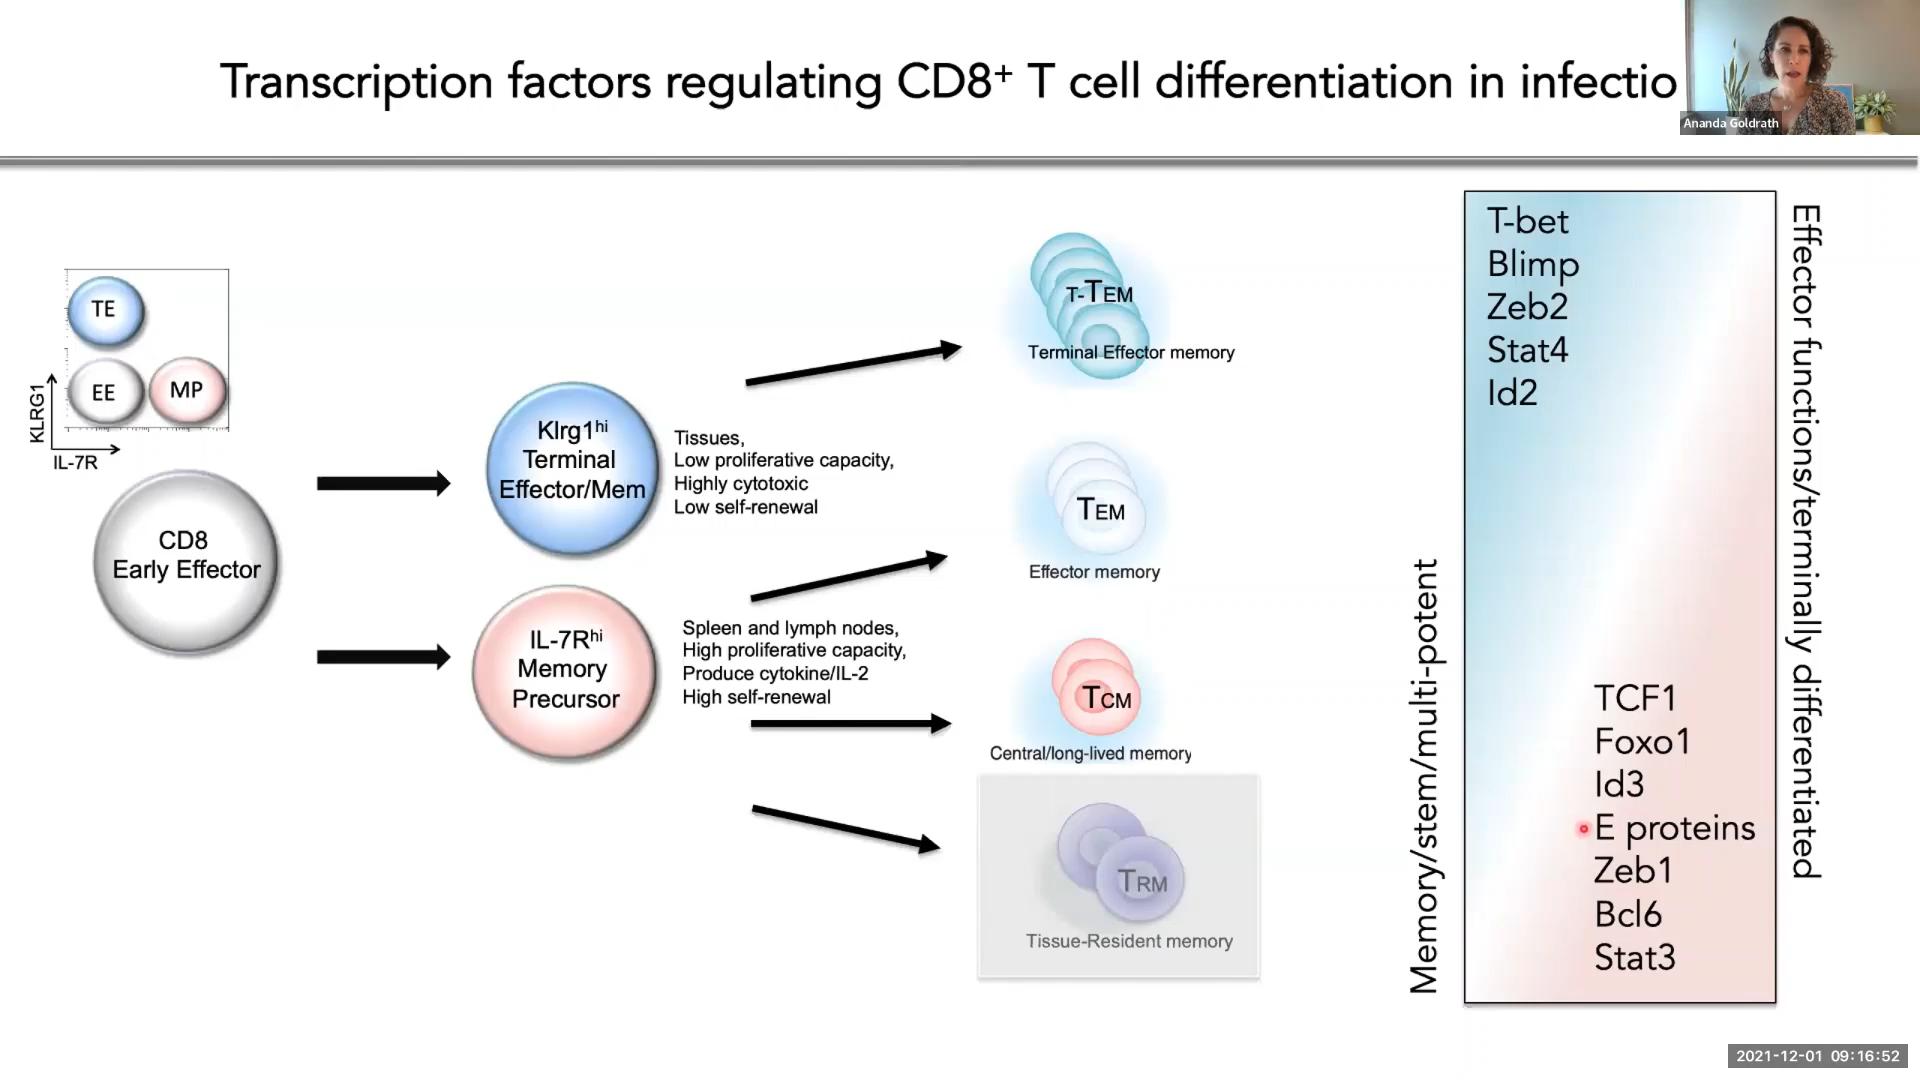 Transcription factors regulating CD8+ T cell differentiation in infectio
Ananda Goldrath
TE
EE
MP
KLRG1
IL-7R
CD8
Early Effector
Klrg1hi
Terminal
Effector/Mem
Tissues,
Low proliferative capacity,
Highly cytotoxic
Low self-renewal
IL-7Rhi
Memory
Precursor
Spleen and lymph nodes,
High proliferative capacity,
Produce cytokine/IL-2
High self-renewal
T-TEM
Terminal Effector memory
TEM
Effector memory
TCM
Central/long-lived memory
TRM
Tissue-Resident memory
Memory/stem/multi-potent
T-bet
Blimp
Zeb2
Stat4
Id2
TCF1
Foxo1
Id3
E proteins
Zeb1
Bcl6
Stat3
Effector functions/terminally differentiated
2021-12-01 09:16:52